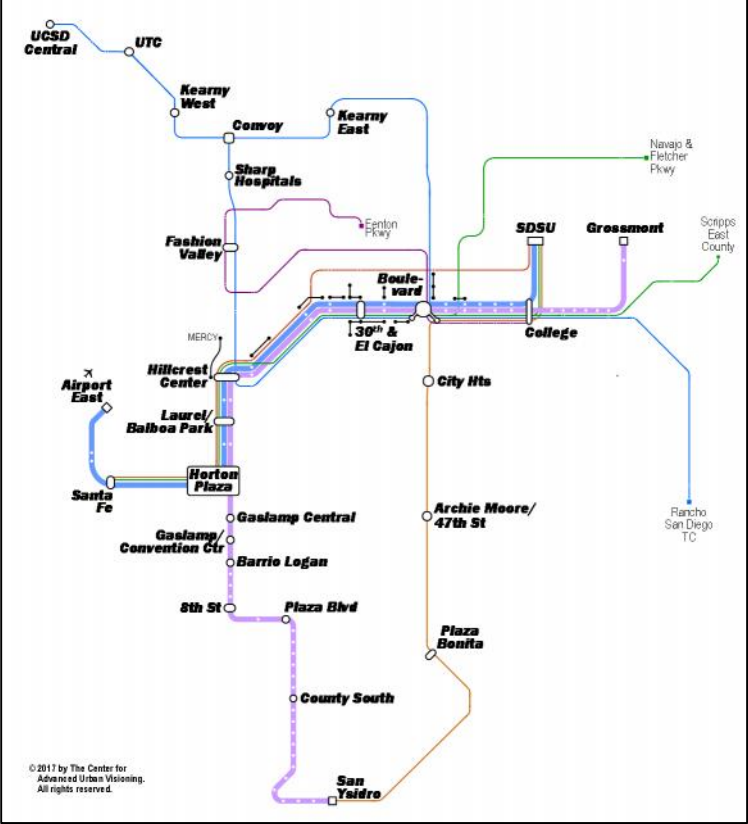 UCSD
Central
UTC
Kearny
West
Convoy
Kearny
East
Sharp
Hospitals
Navajo &
Fletcher
Pkwy
Fenton
Pkwy
Fashion
Valley
SDSU
Grossmont
Scripps
East
County
Boule-
vard
30th &
El Cajon
College
MERCY
Hillcrest
Center
Airport
East
City Hts
Laurel/
Balboa Park
Horton
Plaza
Santa
Fe
Gaslamp Central
Archie Moore/
47th St
Rancho
San Diego
TC
Gaslamp/
Convention Ctr
Barrio Logan
8th St
Plaza Blvd
Plaza
Bonita
County South
San
Ysidro
© 2017 by The Center for
Advanced Urban Visioning.
All rights reserved.